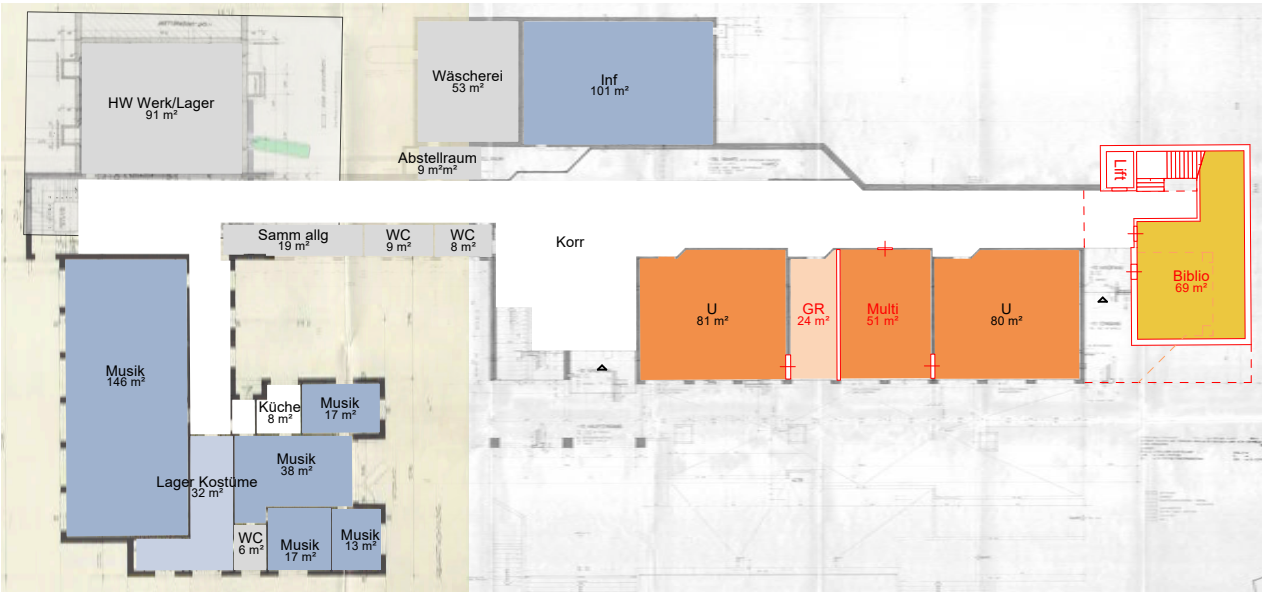 HW Werk/Lager
91 m²
Wäscherei
53 m²
Inf
101 m²
Abstellraum
9 m²m²
Lift
Samm allg
19 m²
WC
9 m²
WC
8 m²
Korr
Biblio
69 m²
U
81 m²
GR
24 m²
Multi
51 m²
U
80 m²
Musik
146 m²
Küche
8 m²
Musik
17 m²
Musik
38 m²
Lager Kostüme
32 m²
WC
6 m²
Musik
17 m²
Musik
13 m²